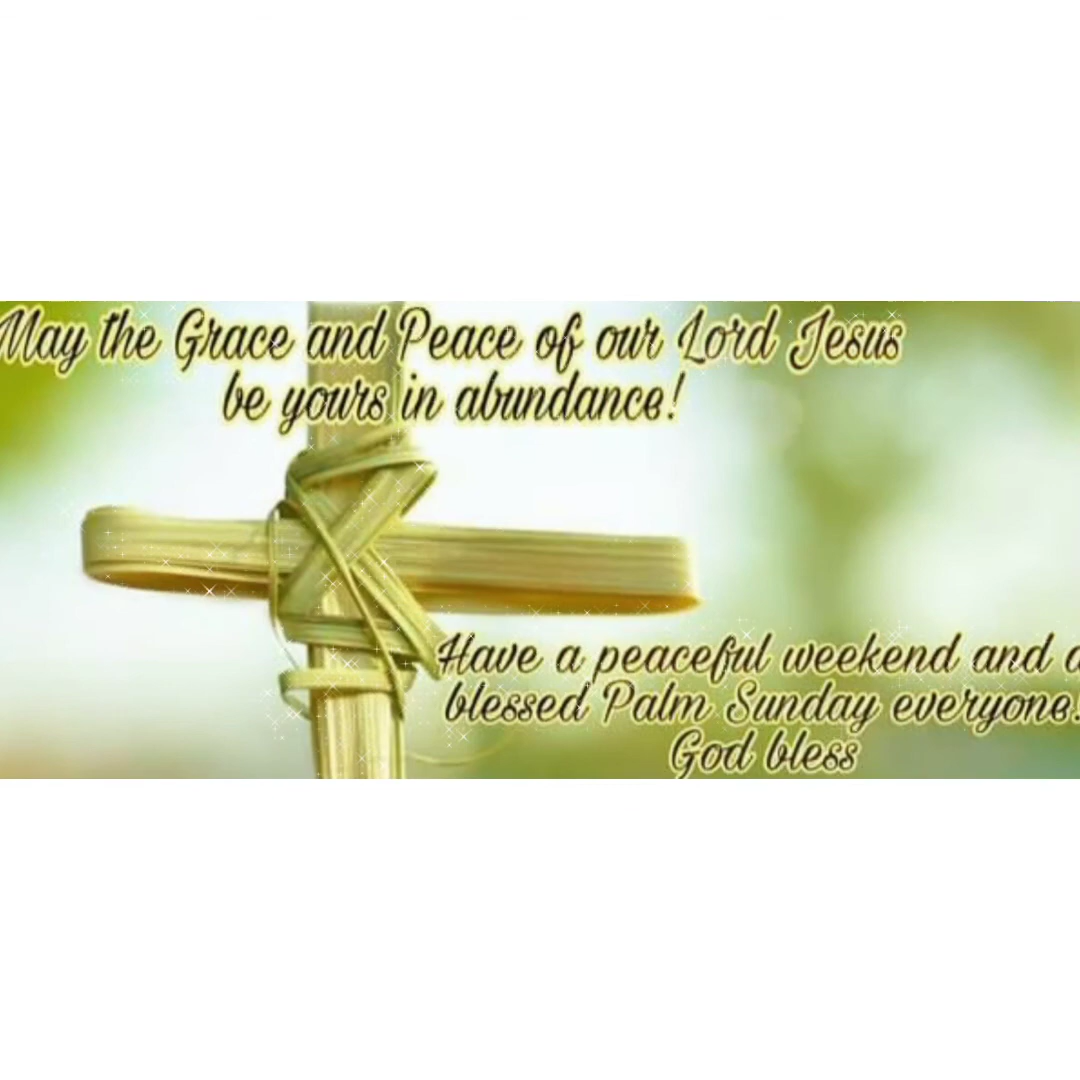 May the Grace and Peace of our Lord Jesus
be yours in abundance!
Have a peaceful weekend and a
blessed Palm Sunday everyone!
God bless